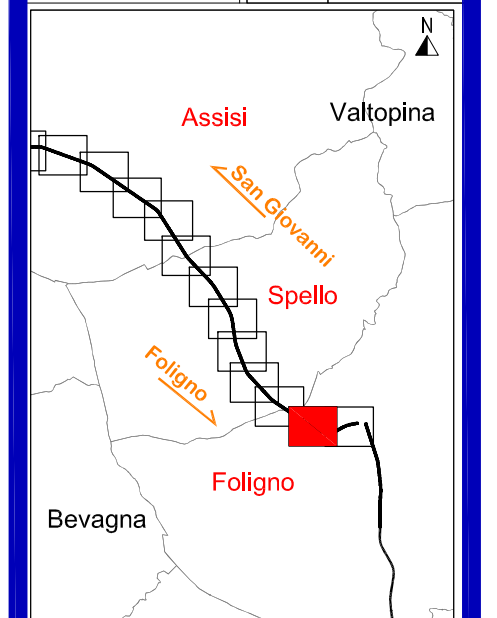 N
Assisi
Valtopina
San Giovanni
Spello
Foligno
Foligno
Bevagna